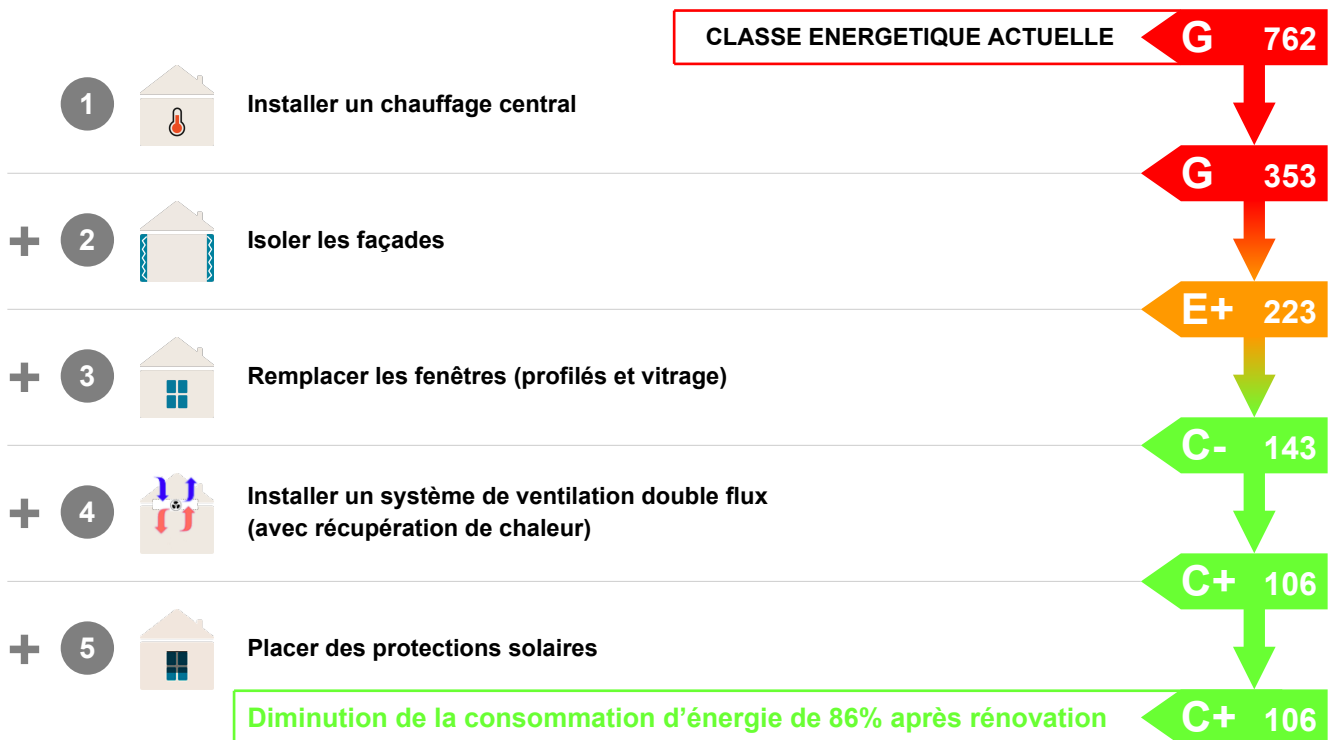 CLASSE ENERGETIQUE ACTUELLE G 762
1 Installer un chauffage central
G 353
+ 2 Isoler les façades
E+ 223
+ 3 Remplacer les fenêtres (profilés et vitrage)
C- 143
+ 4 Installer un système de ventilation double flux
(avec récupération de chaleur)
C+ 106
+ 5 Placer des protections solaires
Diminution de la consommation d’énergie de 86% après rénovation C+ 106